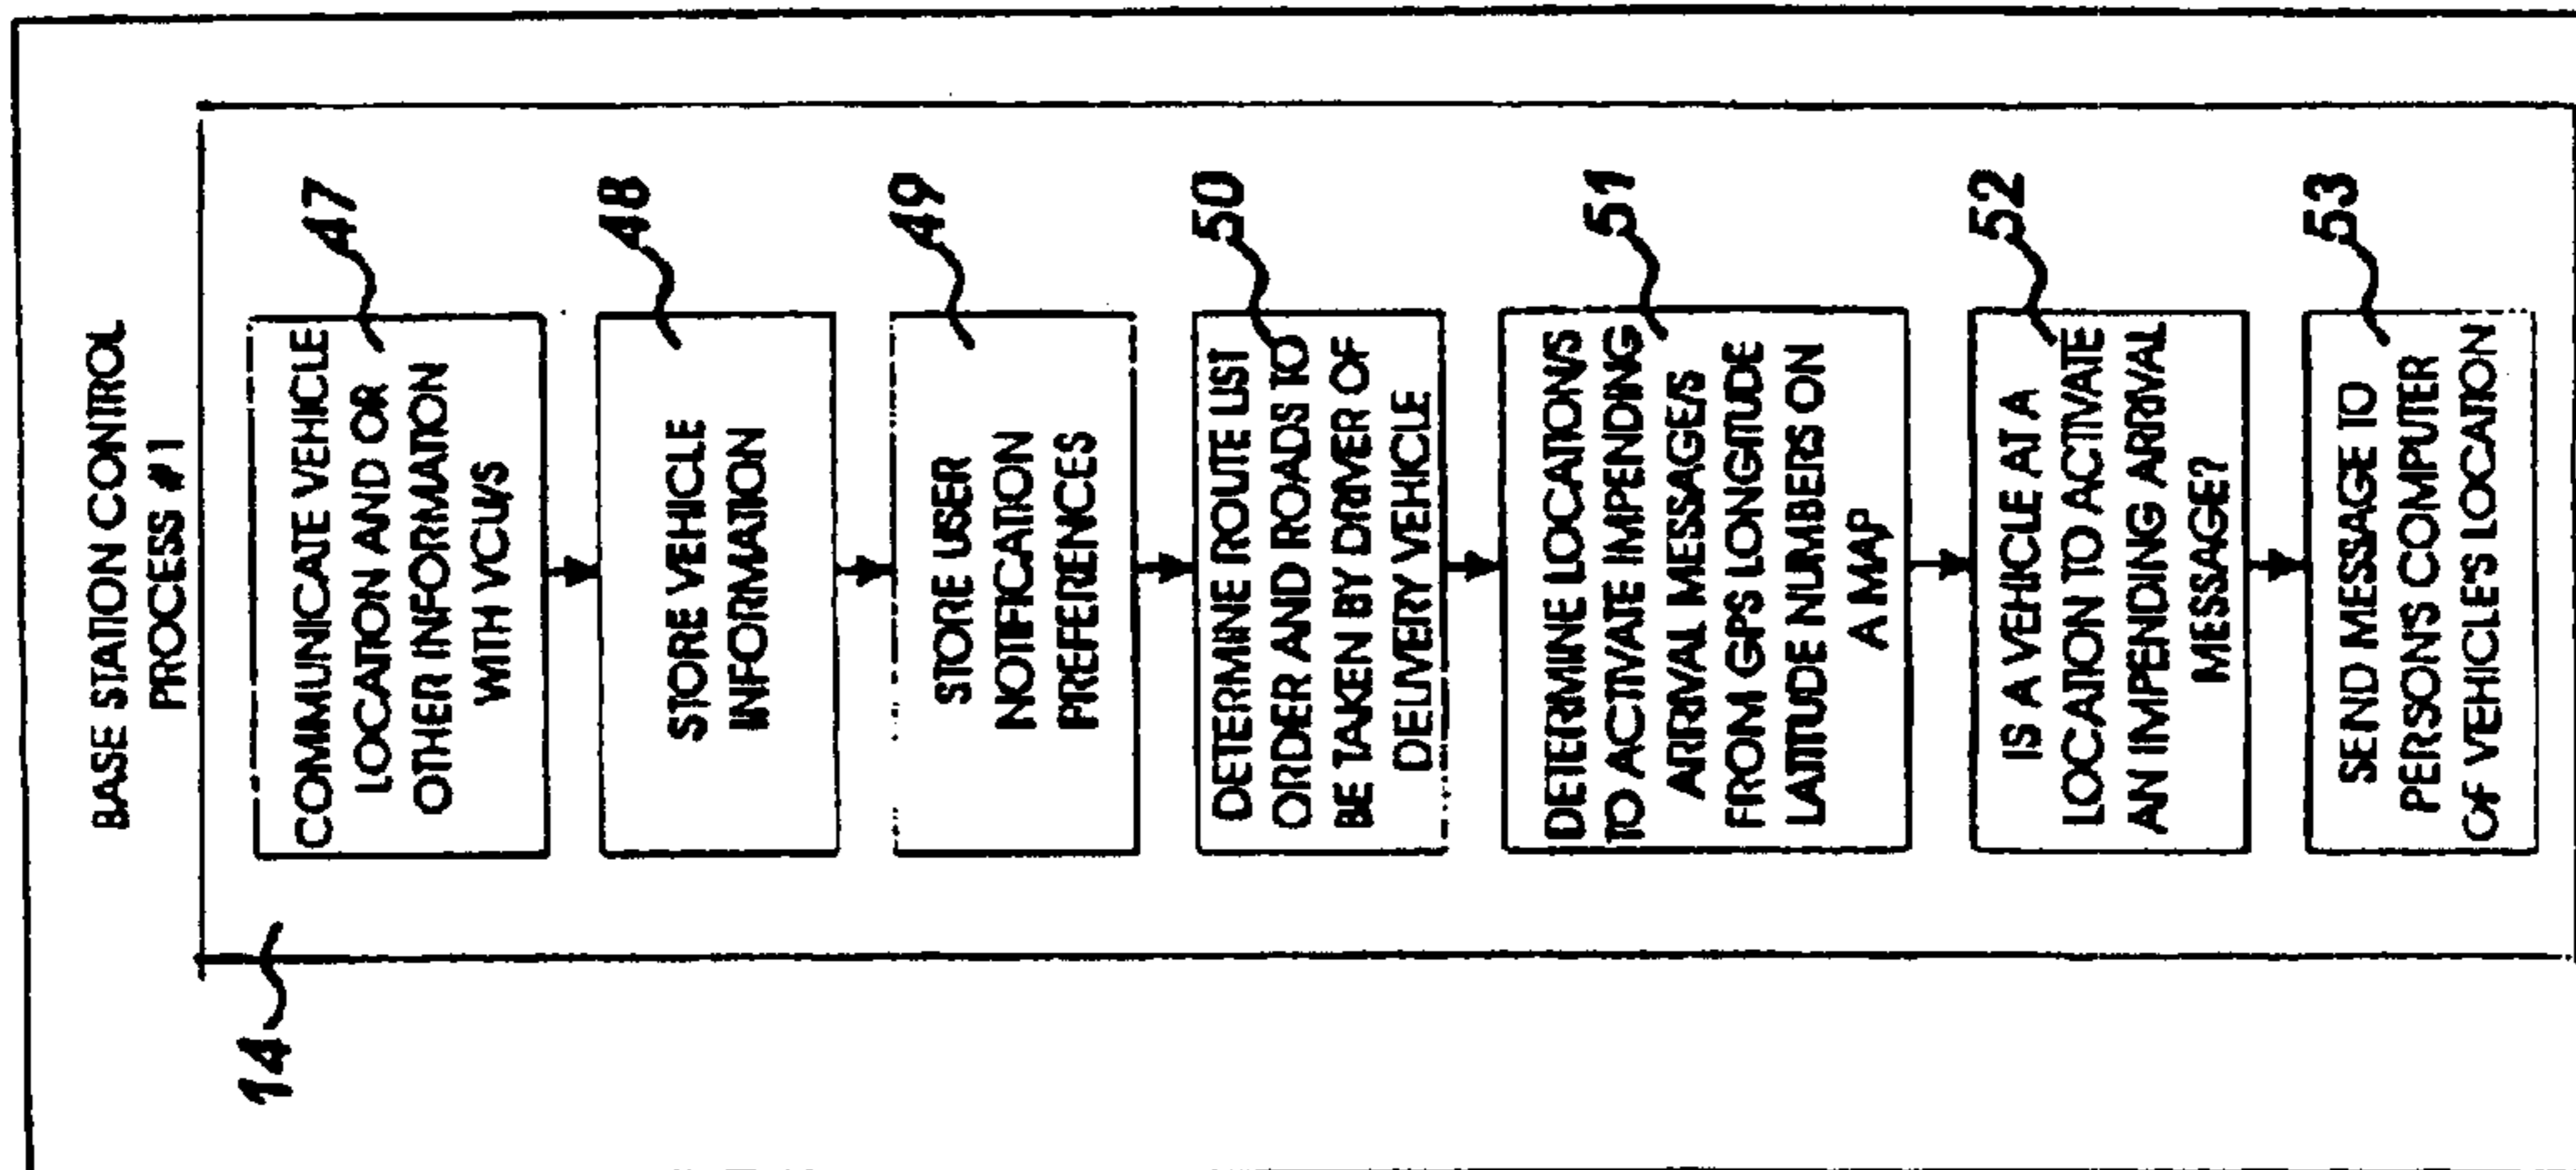 BASE STATION CONTROL
PROCESS #1
14
47
COMMUNICATE VEHICLE
LOCATION AND OR
OTHER INFORMATION
WITH VCU/S
48
STORE VEHICLE
INFORMATION
49
STORE USER
NOTIFICATION
PREFERENCES
50
DETERMINE ROUTE LIST
ORDER AND ROADS TO
BE TAKEN BY DRIVER OF
DELIVERY VEHICLE
51
DETERMINE LOCATION/S
TO ACTIVATE IMPENDING
ARRIVAL MESSAGE/S
FROM GPS LONGITUDE
LATITUDE NUMBERS ON
A MAP
52
IS A VEHICLE AT A
LOCATION TO ACTIVATE
AN IMPENDING ARRIVAL
MESSAGE?
53
SEND MESSAGE TO
PERSONS COMPUTER
OF VEHICLE'S LOCATION